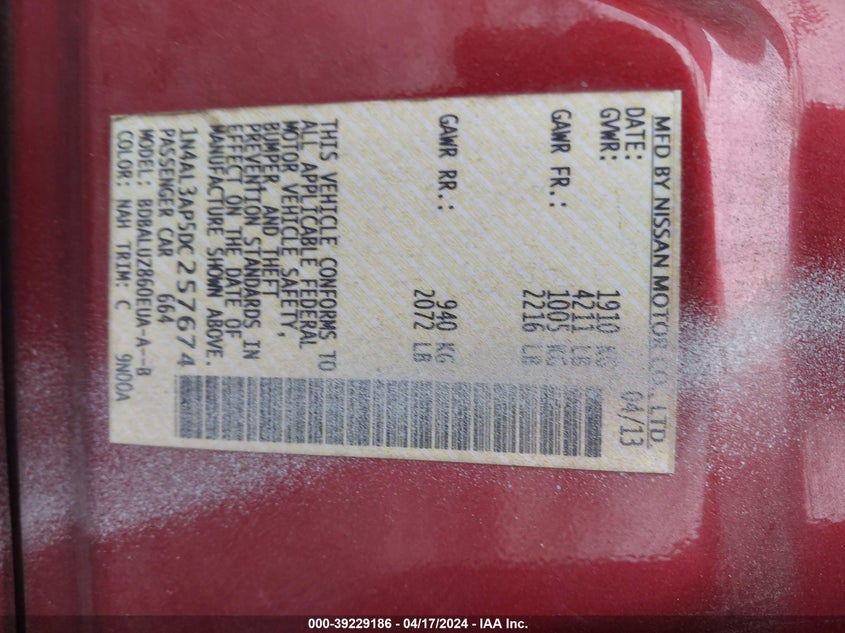 MFD BY NISSAN MOTOR CO., LTD.
DATE: 04/13
GVWR: 1910 KG
4211 LB
GAWR FR.: 1005 KG
2216 LB
GAWR RR.: 940 KG
2072 LB
THIS VEHICLE CONFORMS TO
ALL APPLICABLE FEDERAL
MOTOR VEHICLE SAFETY,
BUMPER, AND THEFT
PREVENTION STANDARDS IN
EFFECT ON THE DATE OF
MANUFACTURE SHOWN ABOVE.
1N4AL3AP5DC257674
PASSENGER CAR 664
MODEL: BDBALUZ860EUA-A--B
COLOR: NAH TRIM: C 9N00A
000-39229186 - 04/17/2024 - IAA Inc.